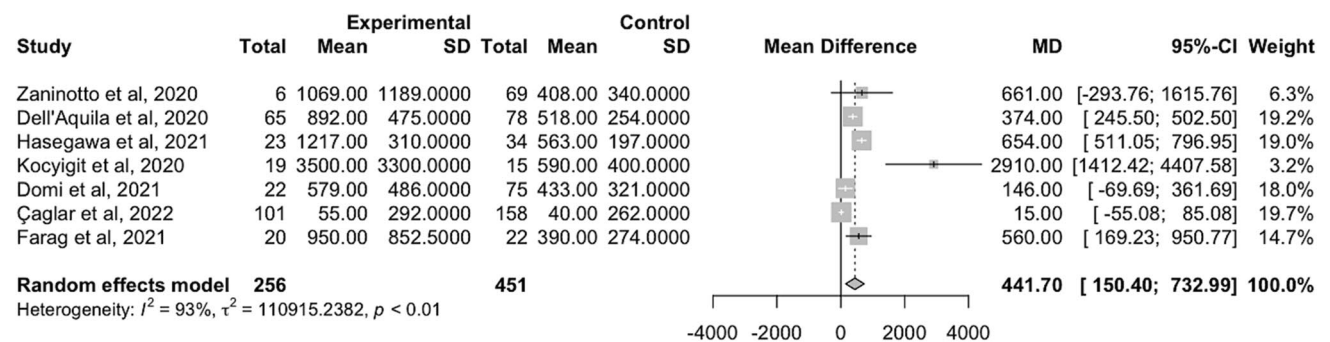 Experimental Control
Study Total Mean SD Total Mean SD Mean Difference MD 95%-CI Weight
Zaninotto et al, 2020 6 1069.00 1189.0000 69 408.00 340.0000 661.00 [-293.76; 1615.76] 6.3%
Dell'Aquila et al, 2020 65 892.00 475.0000 78 518.00 254.0000 374.00 [ 245.50; 502.50] 19.2%
Hasegawa et al, 2021 23 1217.00 310.0000 34 563.00 197.0000 654.00 [ 511.05; 796.95] 19.0%
Kocyigit et al, 2020 19 3500.00 3300.0000 15 590.00 400.0000 2910.00 [1412.42; 4407.58] 3.2%
Domi et al, 2021 22 579.00 486.0000 75 433.00 321.0000 146.00 [ -69.69; 361.69] 18.0%
Çaglar et al, 2022 101 55.00 292.0000 158 40.00 262.0000 15.00 [ -55.08; 85.08] 19.7%
Farag et al, 2021 20 950.00 852.5000 22 390.00 274.0000 560.00 [ 169.23; 950.77] 14.7%
Random effects model 256 451 441.70 [ 150.40; 732.99] 100.0%
Heterogeneity: I² = 93%, τ² = 110915.2382, p < 0.01
-4000 -2000 0 2000 4000